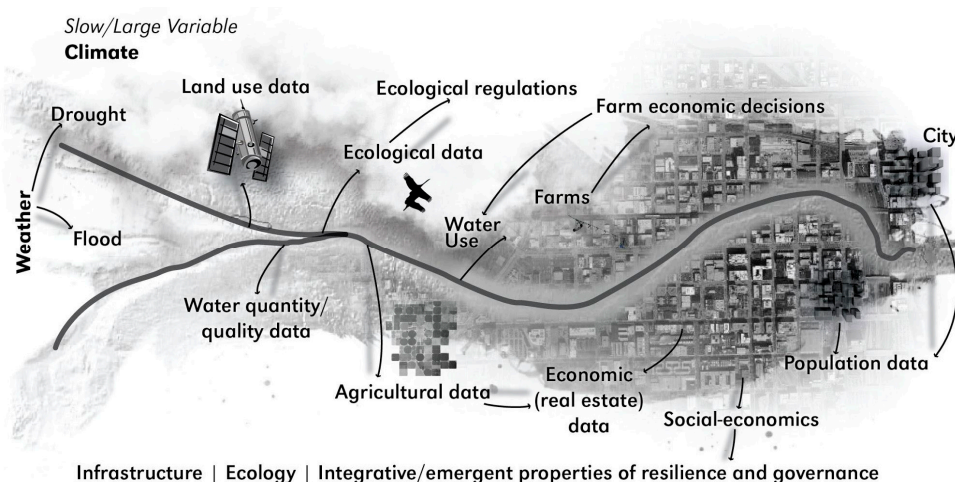 Slow/Large Variable
Climate
Land use data
Ecological regulations
Drought
Farm economic decisions
City
Ecological data
Farms
Weather
Water
Use
Flood
Water quantity/
quality data
Population data
Economic
(real estate)
data
Agricultural data
Social-economics
Infrastructure | Ecology | Integrative/emergent properties of resilience and governance